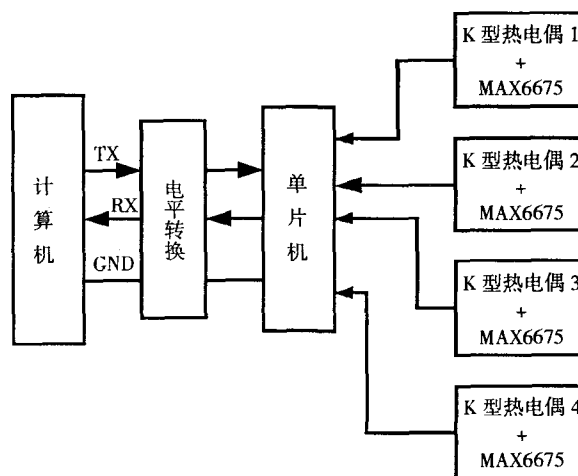 计算机
TX
RX
GND
电平转换
单片机
K 型热电偶 1
+
MAX6675
K 型热电偶 2
+
MAX6675
K 型热电偶 3
+
MAX6675
K 型热电偶 4
+
MAX6675